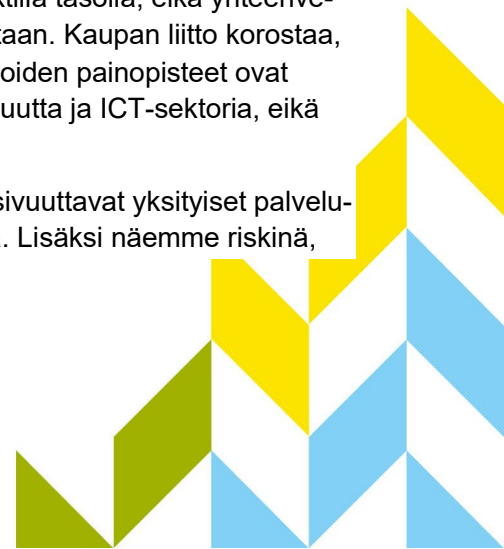 tasolla, eikä yhteenve-
taan. Kaupan liitto korostaa,
oiden painopisteet ovat
uutta ja ICT-sektoria, eikä
sivuuttavat yksityiset palvelu-
Lisäksi näemme riskinä,